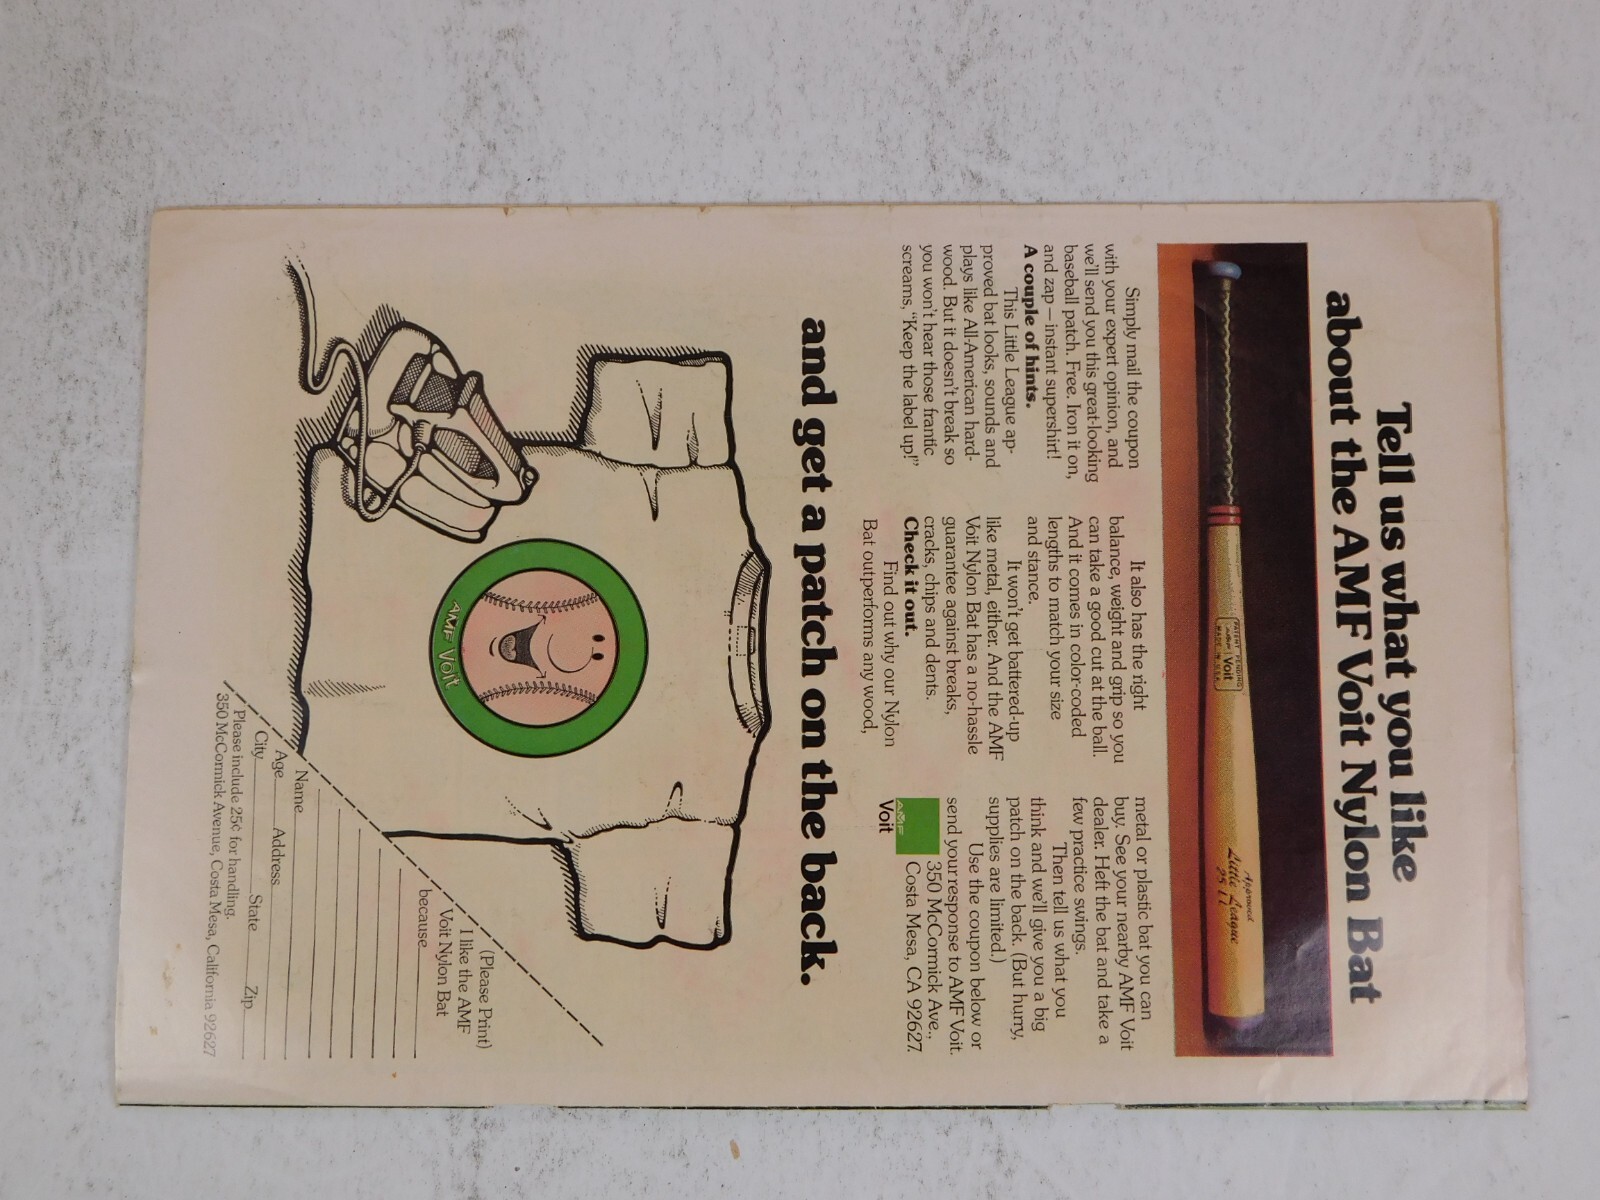 Tell us what you like
about the AMF Voit Nylon Bat
PATENT PENDING
AMF Voit
MADE IN U.S.A.
Approved
Little League
Simply mail the coupon
with your expert opinion, and
we'll send you this great-looking
baseball patch. Free. Iron it on,
and zap — instant supershirt!
A couple of hints.
This Little League ap-
proved bat looks, sounds and
plays like All-American hard-
wood. But it doesn't break so
you won't hear those frantic
screams, "Keep the label up!"
It also has the right
balance, weight and grip so you
can take a good cut at the ball.
And it comes in color-coded
lengths to match your size
and stance.
It won't get battered-up
like metal, either. And the AMF
Voit Nylon Bat has a no-hassle
guarantee against breaks,
cracks, chips and dents.
Check it out.
Find out why our Nylon
Bat outperforms any wood,
metal or plastic bat you can
buy. See your nearby AMF Voit
dealer. Heft the bat and take a
few practice swings.
Then tell us what you
think and we'll give you a big
patch on the back. (But hurry,
supplies are limited.)
Use the coupon below or
send your response to AMF Voit.
350 McCormick Ave.,
Costa Mesa, CA 92627.
AMF
Voit
and get a patch on the back.
AMF Voit
(Please Print)
I like the AMF
Voit Nylon Bat
because
Name
Age Address
City State Zip
Please include 25¢ for handling.
350 McCormick Avenue, Costa Mesa, California 92627